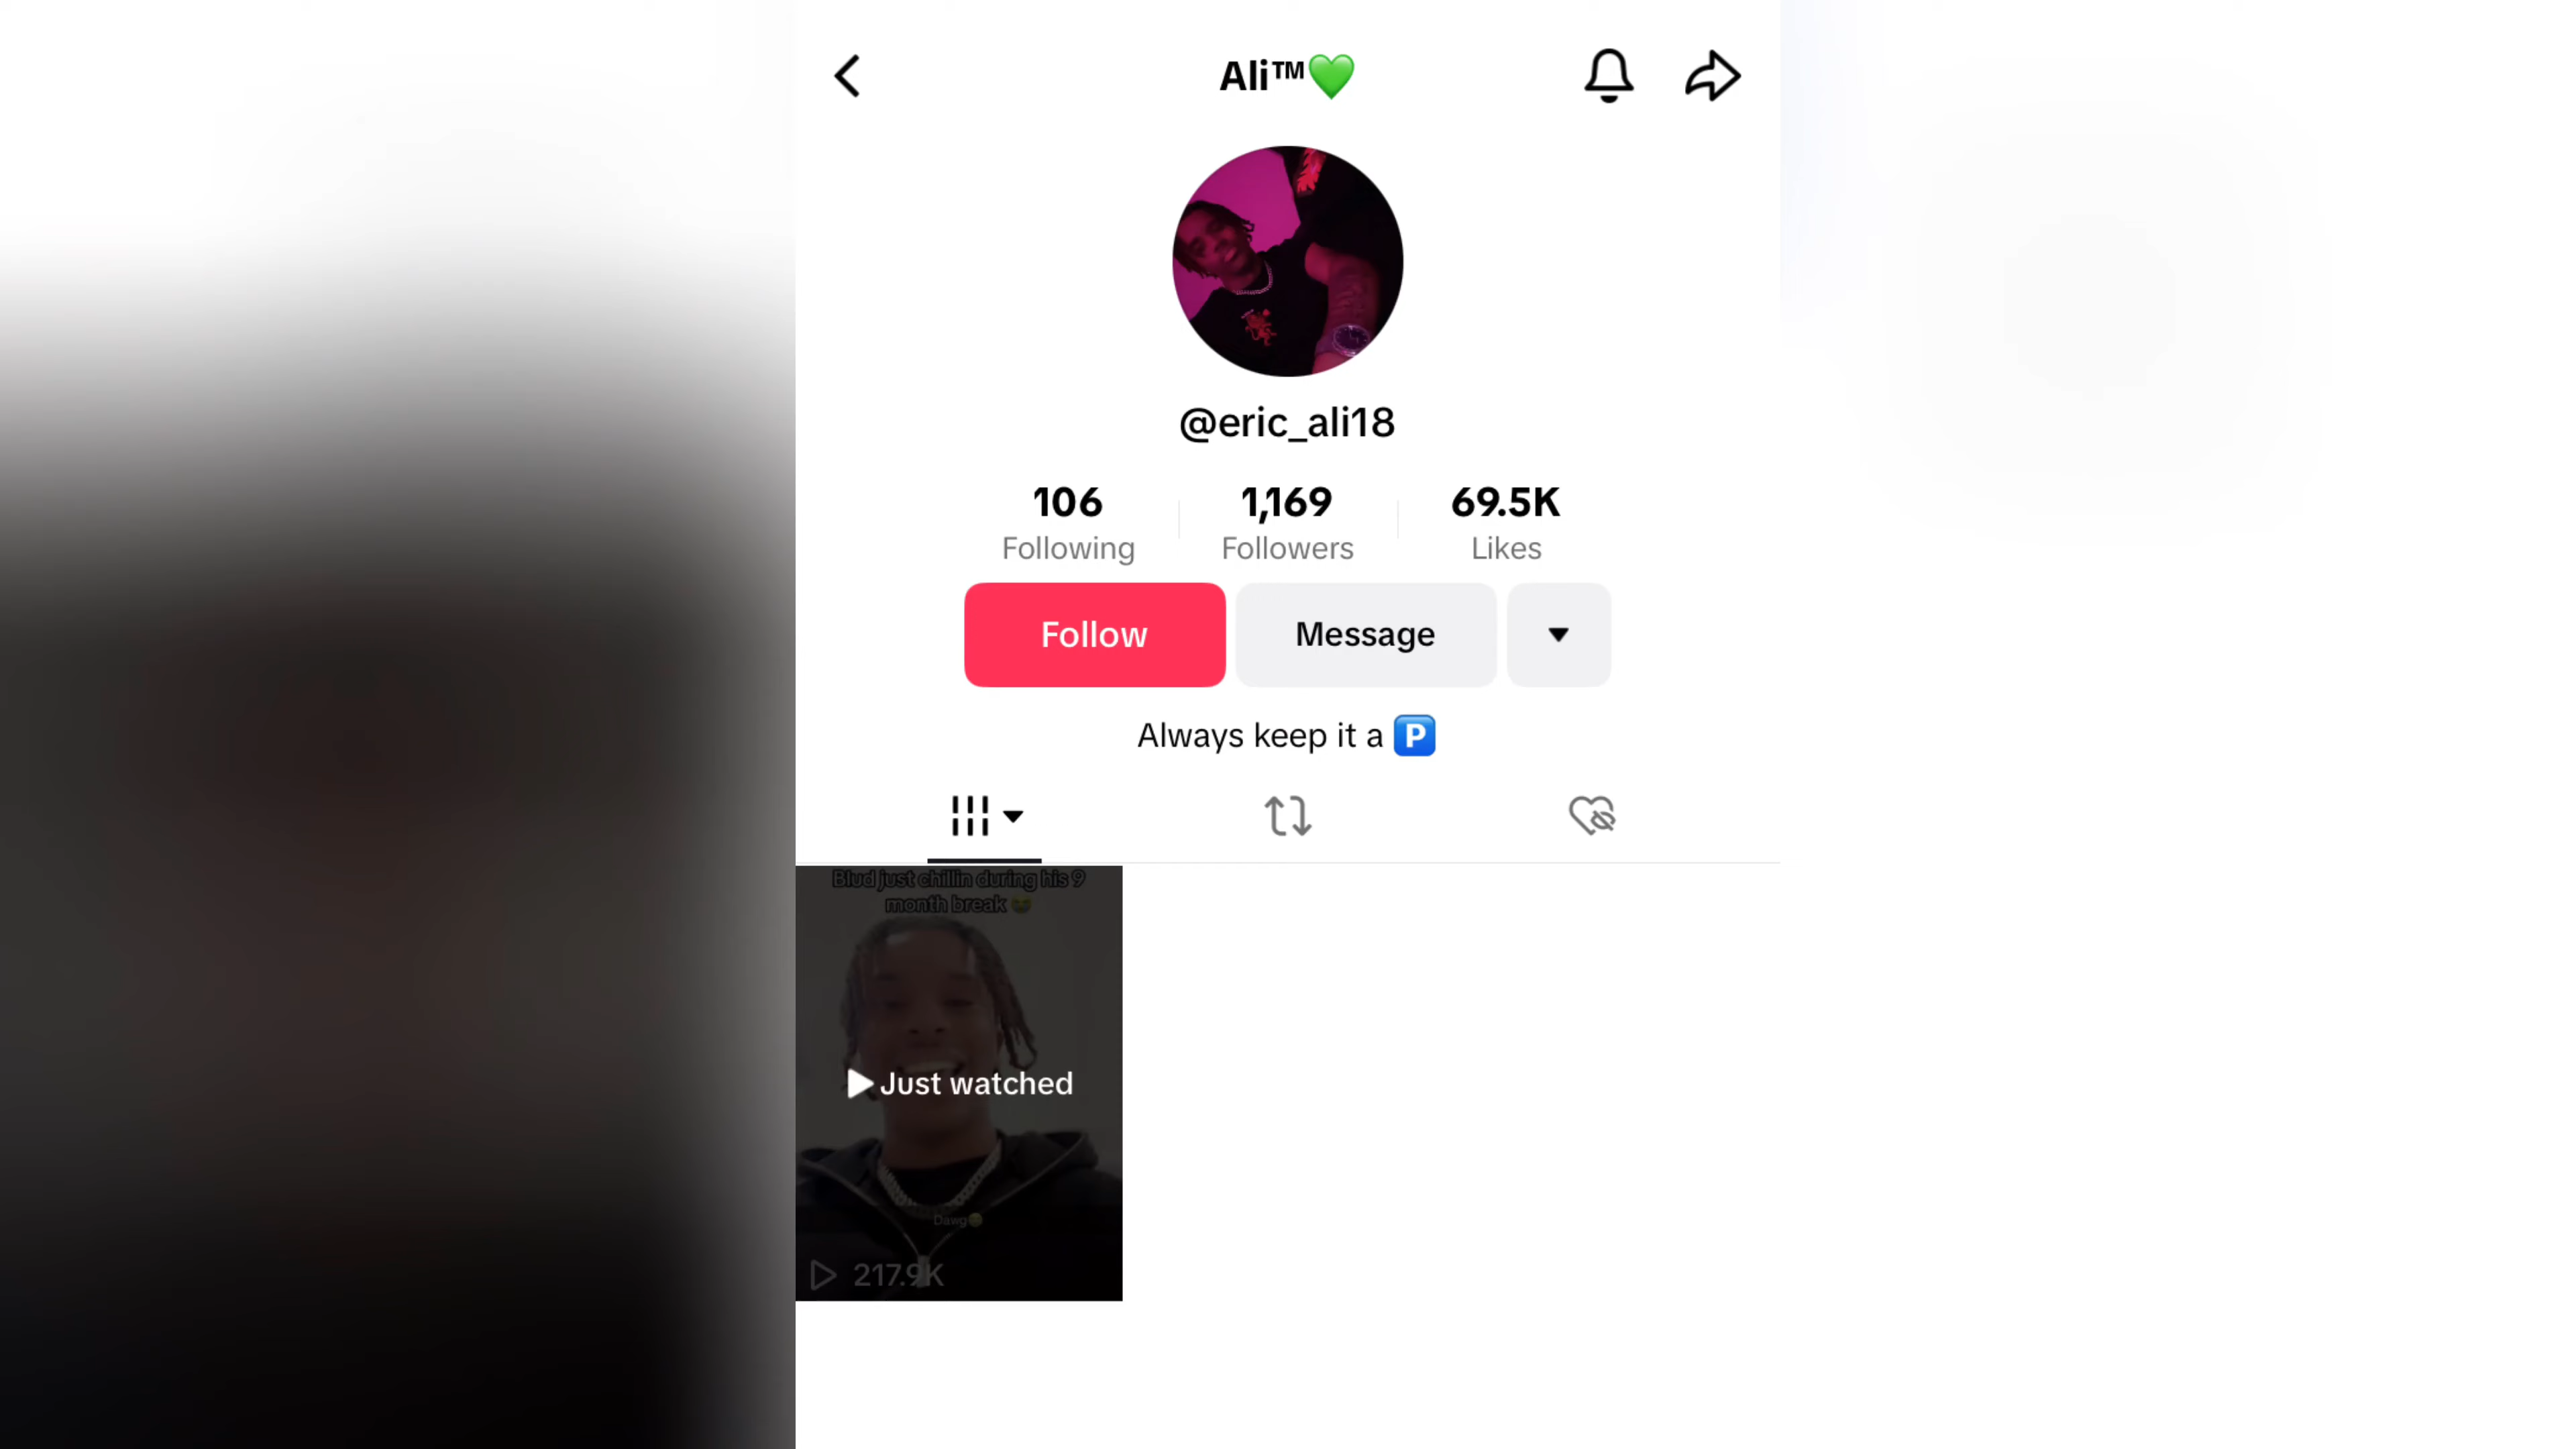 Ali™💚
@eric_ali18
106
Following
1,169
Followers
69.5K
Likes
Follow
Message
Always keep it a 🅿️
Blud just chillin during his 9
month break 😭
Just watched
Dawg
217.9K